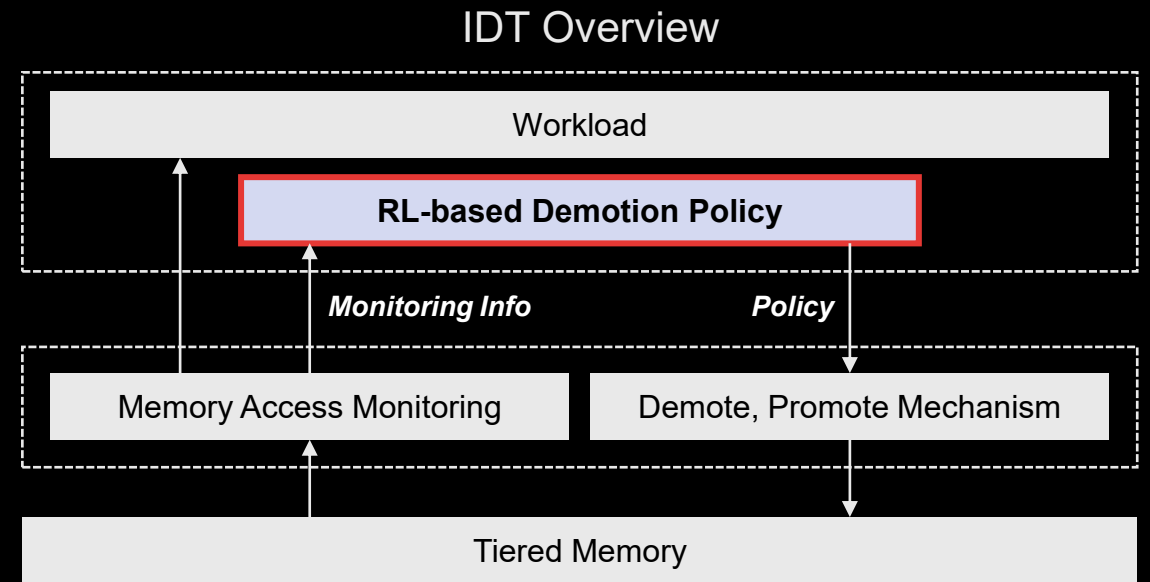 IDT Overview
Workload
RL-based Demotion Policy
Monitoring Info
Policy
Memory Access Monitoring
Demote, Promote Mechanism
Tiered Memory